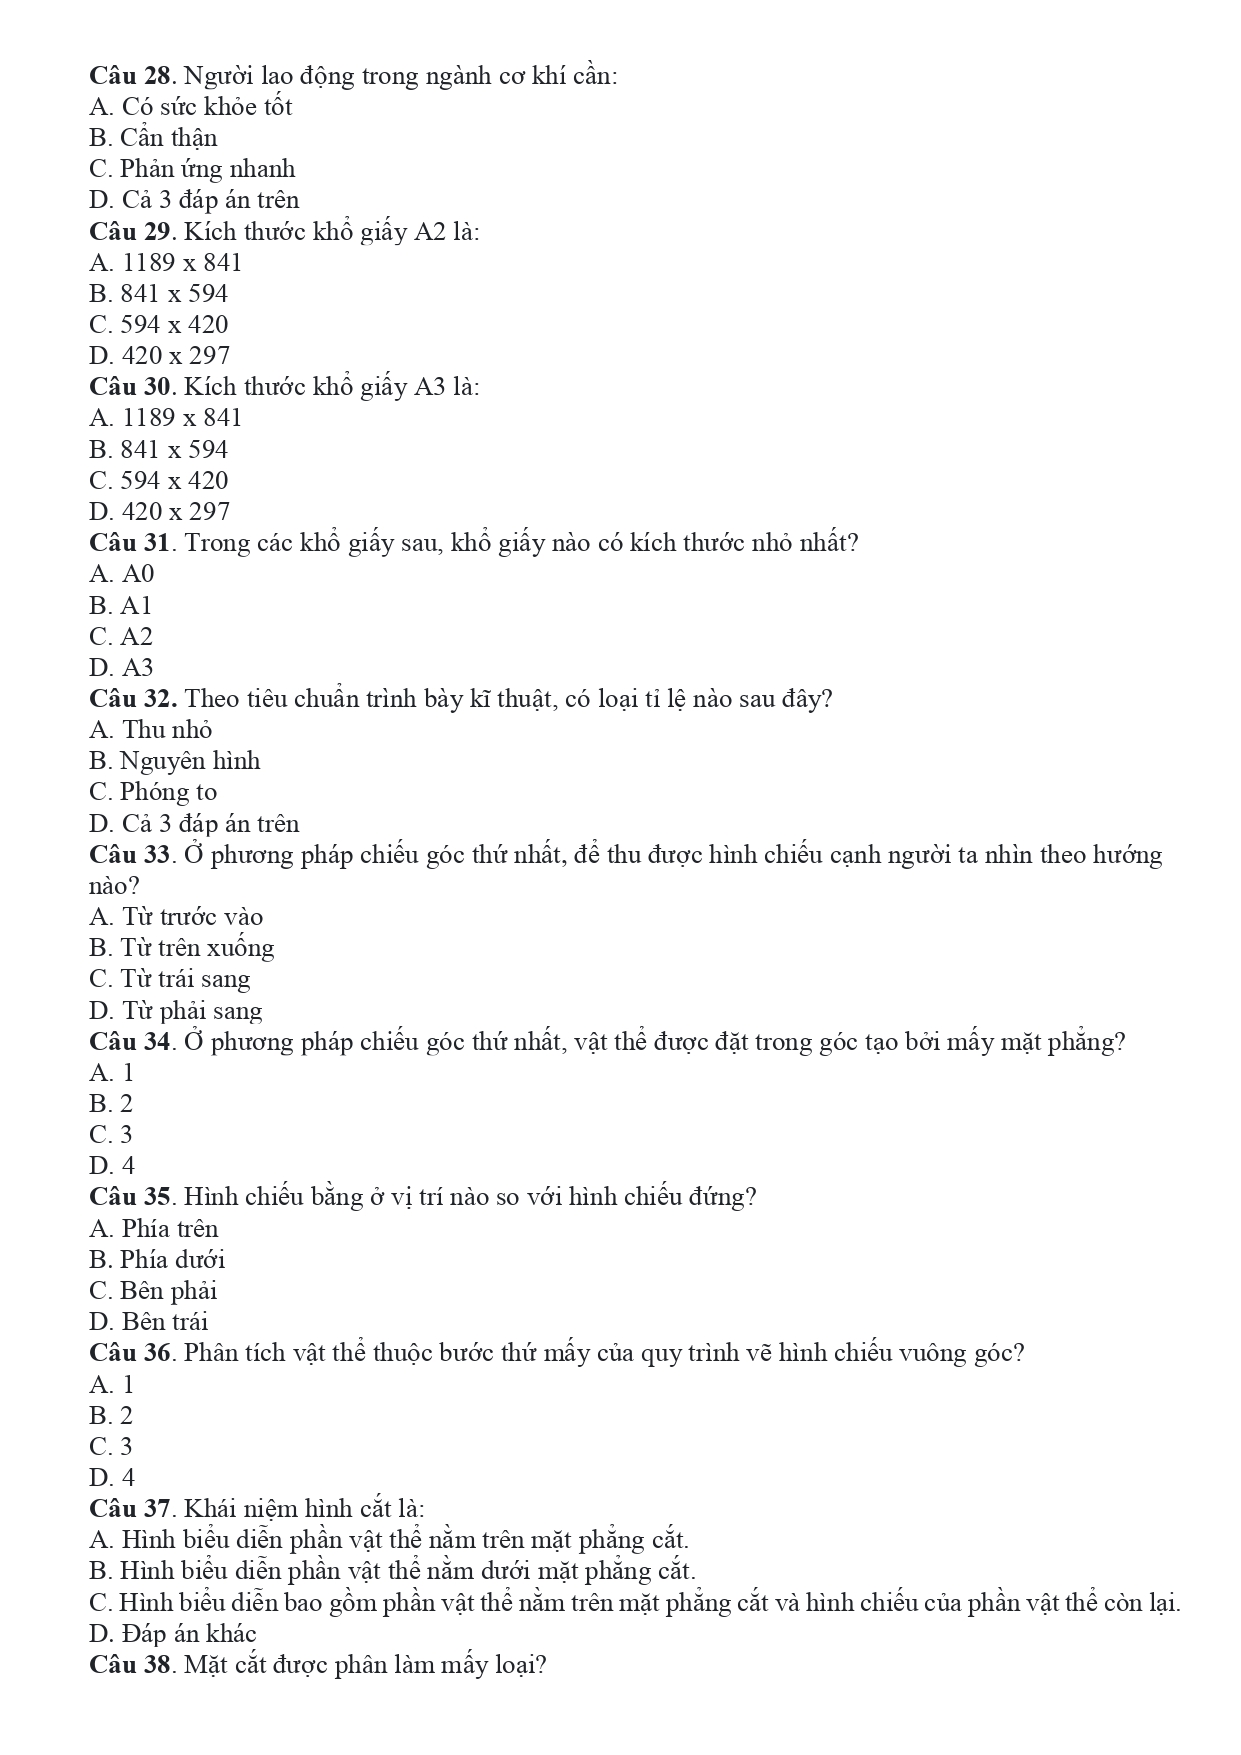 Câu 28. Người lao động trong ngành cơ khí cần:
A. Có sức khỏe tốt
B. Cẩn thận
C. Phản ứng nhanh
D. Cả 3 đáp án trên
Câu 29. Kích thước khổ giấy A2 là:
A. 1189 x 841
B. 841 x 594
C. 594 x 420
D. 420 x 297
Câu 30. Kích thước khổ giấy A3 là:
A. 1189 x 841
B. 841 x 594
C. 594 x 420
D. 420 x 297
Câu 31. Trong các khổ giấy sau, khổ giấy nào có kích thước nhỏ nhất?
A. A0
B. A1
C. A2
D. A3
Câu 32. Theo tiêu chuẩn trình bày kĩ thuật, có loại tỉ lệ nào sau đây?
A. Thu nhỏ
B. Nguyên hình
C. Phóng to
D. Cả 3 đáp án trên
Câu 33. Ở phương pháp chiếu góc thứ nhất, để thu được hình chiếu cạnh người ta nhìn theo hướng
nào?
A. Từ trước vào
B. Từ trên xuống
C. Từ trái sang
D. Từ phải sang
Câu 34. Ở phương pháp chiếu góc thứ nhất, vật thể được đặt trong góc tạo bởi mấy mặt phẳng?
A. 1
B. 2
C. 3
D. 4
Câu 35. Hình chiếu bằng ở vị trí nào so với hình chiếu đứng?
A. Phía trên
B. Phía dưới
C. Bên phải
D. Bên trái
Câu 36. Phân tích vật thể thuộc bước thứ mấy của quy trình vẽ hình chiếu vuông góc?
A. 1
B. 2
C. 3
D. 4
Câu 37. Khái niệm hình cắt là:
A. Hình biểu diễn phần vật thể nằm trên mặt phẳng cắt.
B. Hình biểu diễn phần vật thể nằm dưới mặt phẳng cắt.
C. Hình biểu diễn bao gồm phần vật thể nằm trên mặt phẳng cắt và hình chiếu của phần vật thể còn lại.
D. Đáp án khác
Câu 38. Mặt cắt được phân làm mấy loại?